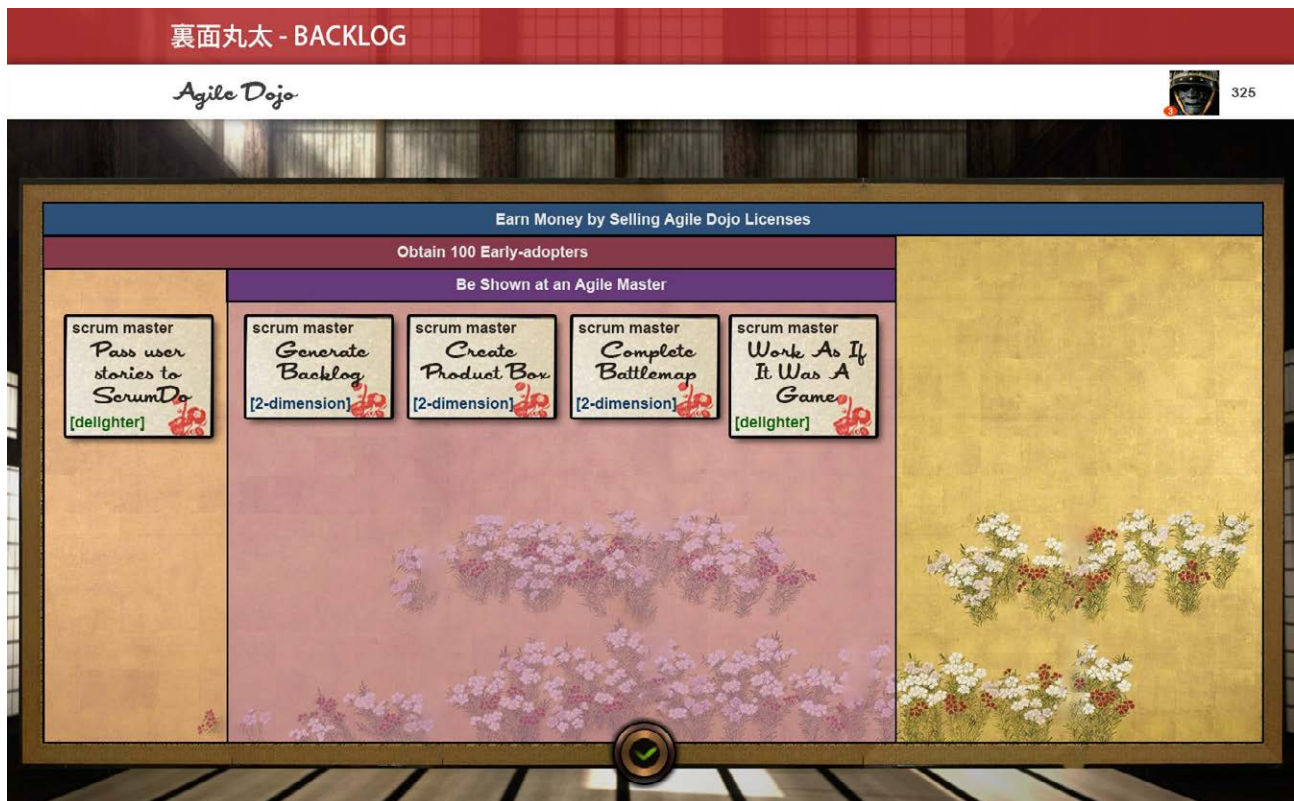 裏面丸太 - BACKLOG
Agile Dojo
3
325
Earn Money by Selling Agile Dojo Licenses
Obtain 100 Early-adopters
Be Shown at an Agile Master
scrum master
Pass user
stories to
ScrumDo
[delighter]
scrum master
Generate
Backlog
[2-dimension]
scrum master
Create
Product Box
[2-dimension]
scrum master
Complete
Battlemap
[2-dimension]
scrum master
Work As If
It Was A
Game
[delighter]